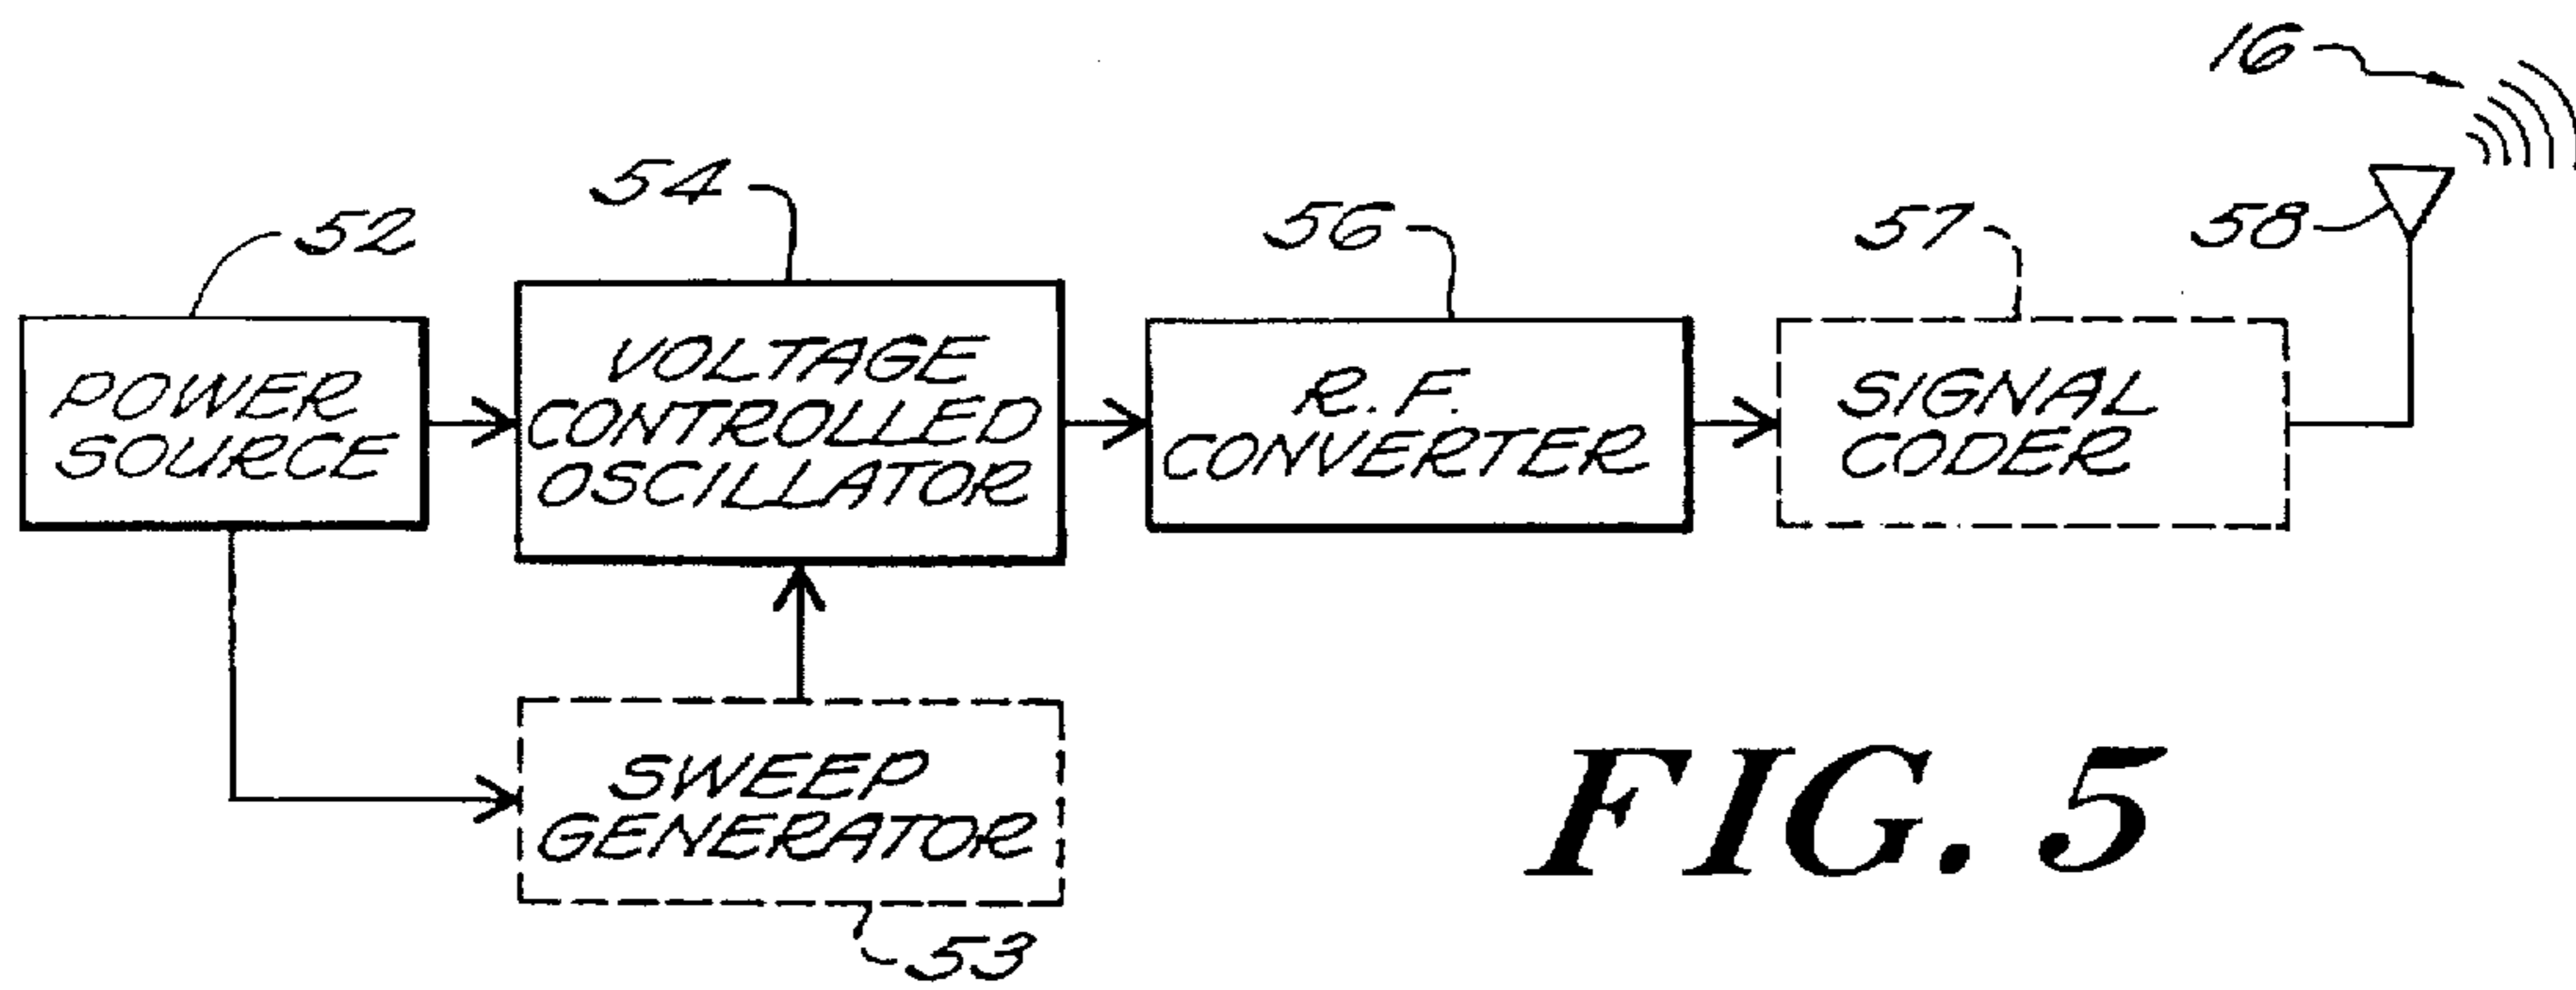 16
54
52
56
57
58
POWER
SOURCE
VOLTAGE
CONTROLLED
OSCILLATOR
R.F.
CONVERTER
SIGNAL
CODER
SWEEP
GENERATOR
53
FIG. 5